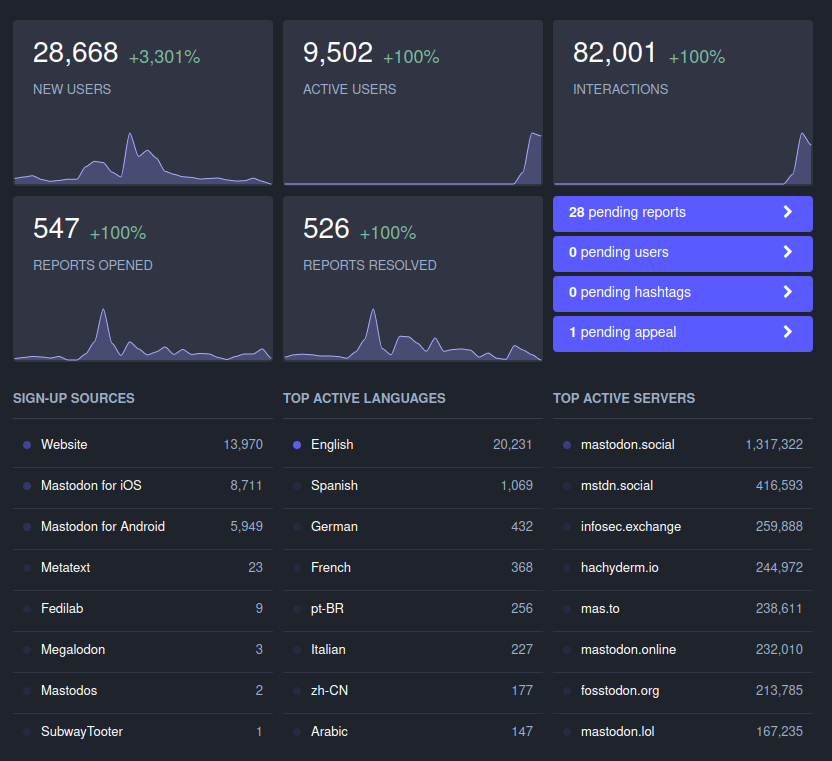 28,668 +3,301%
NEW USERS
9,502 +100%
ACTIVE USERS
82,001 +100%
INTERACTIONS
547 +100%
REPORTS OPENED
526 +100%
REPORTS RESOLVED
28 pending reports
0 pending users
0 pending hashtags
1 pending appeal
SIGN-UP SOURCES
Website 13,970
Mastodon for iOS 8,711
Mastodon for Android 5,949
Metatext 23
Fedilab 9
Megalodon 3
Mastodos 2
SubwayTooter 1
TOP ACTIVE LANGUAGES
English 20,231
Spanish 1,069
German 432
French 368
pt-BR 256
Italian 227
zh-CN 177
Arabic 147
TOP ACTIVE SERVERS
mastodon.social 1,317,322
mstdn.social 416,593
infosec.exchange 259,888
hachyderm.io 244,972
mas.to 238,611
mastodon.online 232,010
fosstodon.org 213,785
mastodon.lol 167,235